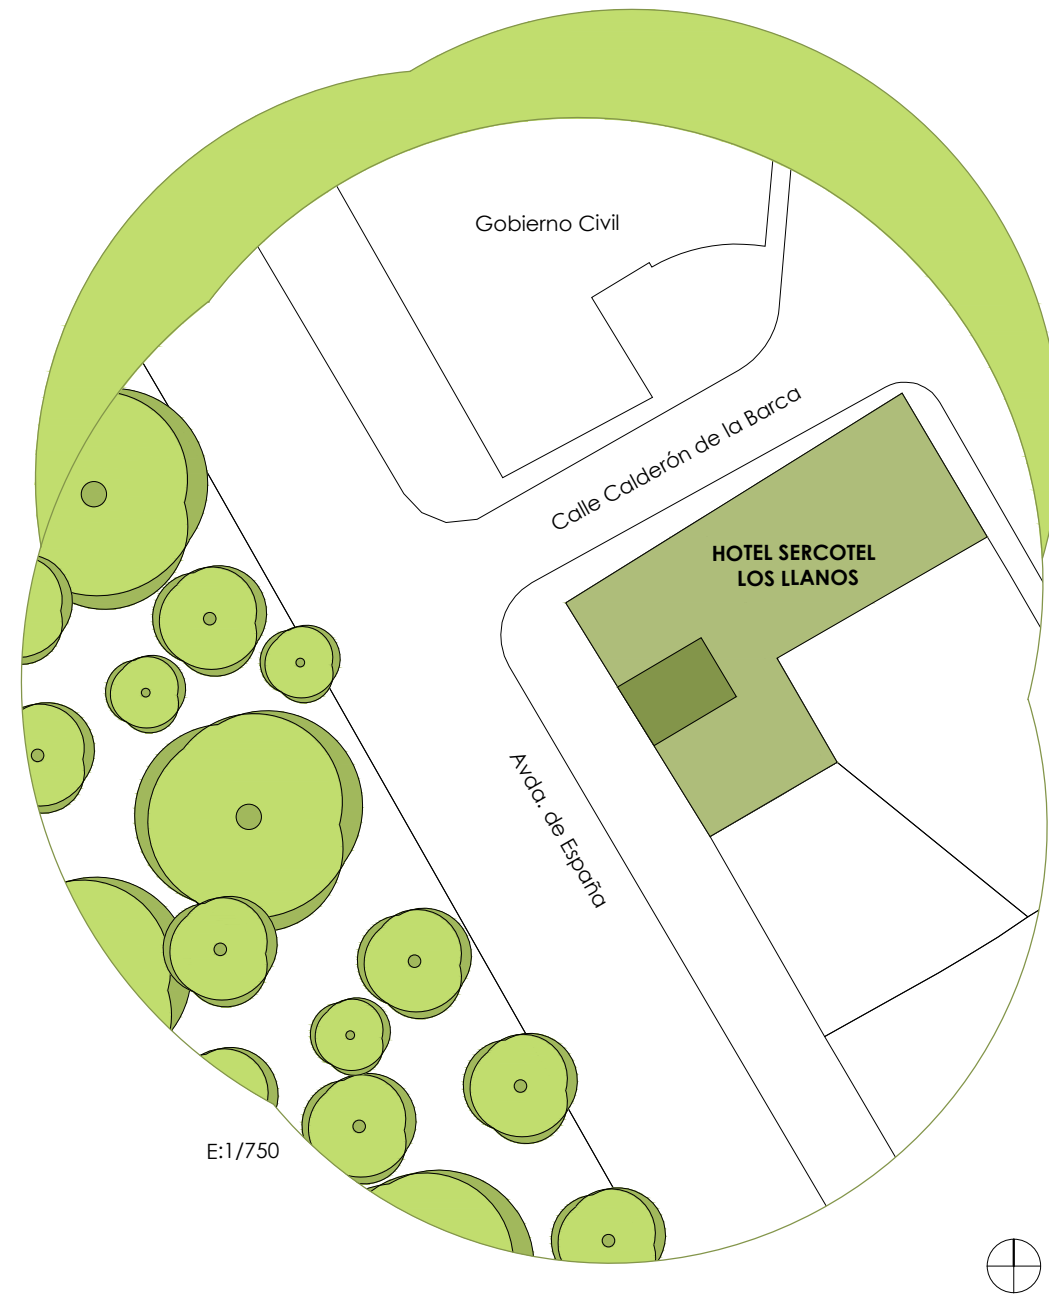 Gobierno Civil
Calle Calderón de la Barca
HOTEL SERCOTEL
LOS LLANOS
Avda. de España
E:1/750